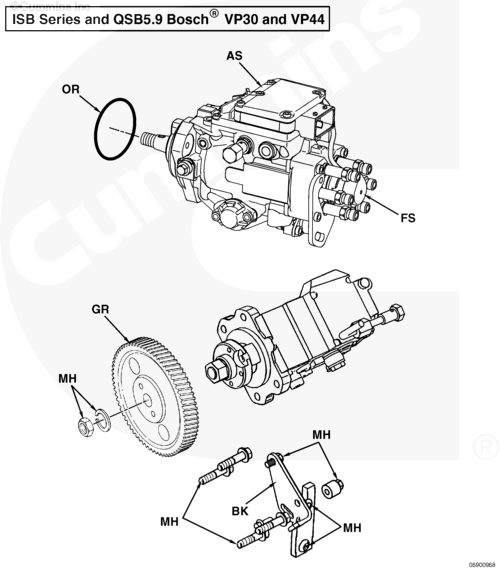 ©Cummins Inc
ISB Series and QSB5.9 Bosch® VP30 and VP44
AS
OR
FS
GR
MH
MH
BK
MH
MH
Cummins
®
06900968